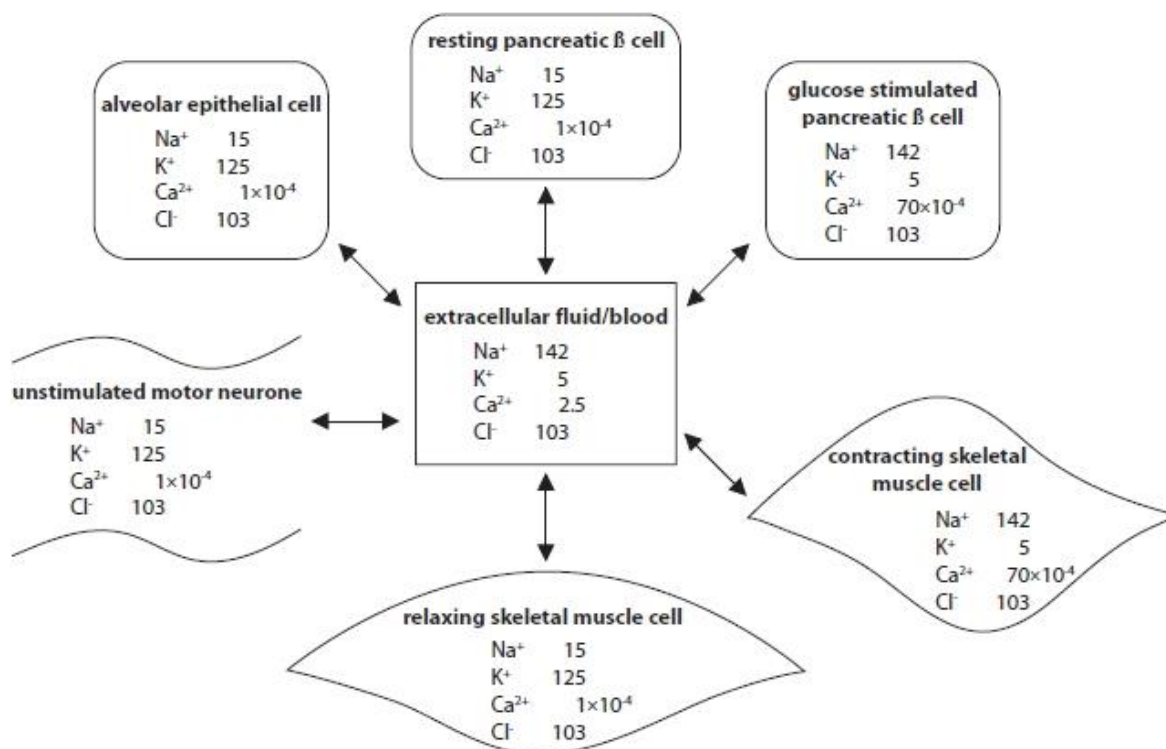 resting pancreatic ß cell
Na⁺ 15
K⁺ 125
Ca²⁺ 1×10⁻⁴
Cl⁻ 103
alveolar epithelial cell
Na⁺ 15
K⁺ 125
Ca²⁺ 1×10⁻⁴
Cl⁻ 103
glucose stimulated
pancreatic ß cell
Na⁺ 142
K⁺ 5
Ca²⁺ 70×10⁻⁴
Cl⁻ 103
extracellular fluid/blood
Na⁺ 142
K⁺ 5
Ca²⁺ 2.5
Cl⁻ 103
unstimulated motor neurone
Na⁺ 15
K⁺ 125
Ca²⁺ 1×10⁻⁴
Cl⁻ 103
contracting skeletal
muscle cell
Na⁺ 142
K⁺ 5
Ca²⁺ 70×10⁻⁴
Cl⁻ 103
relaxing skeletal muscle cell
Na⁺ 15
K⁺ 125
Ca²⁺ 1×10⁻⁴
Cl⁻ 103